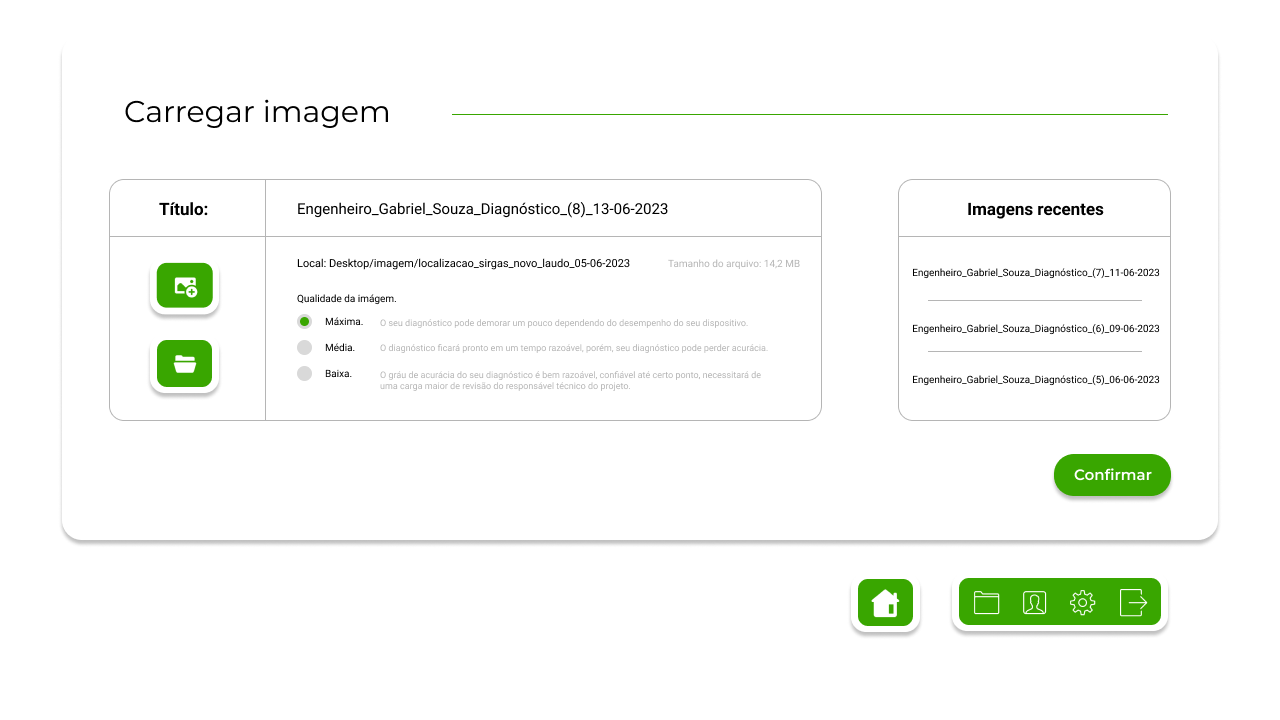 Carregar imagem
Título:
Engenheiro_Gabriel_Souza_Diagnóstico_(8)_13-06-2023
Local: Desktop/imagem/localizacao_sirgas_novo_laudo_05-06-2023
Tamanho do arquivo: 14,2 MB
Qualidade da imágem.
Máxima.
O seu diagnóstico pode demorar um pouco dependendo do desempenho do seu dispositivo.
Média.
O diagnóstico ficará pronto em um tempo razoável, porém, seu diagnóstico pode perder acurácia.
Baixa.
O gráu de acurácia do seu diagnóstico é bem razoável, confiável até certo ponto, necessitará de
uma carga maior de revisão do responsável técnico do projeto.
Imagens recentes
Engenheiro_Gabriel_Souza_Diagnóstico_(7)_11-06-2023
Engenheiro_Gabriel_Souza_Diagnóstico_(6)_09-06-2023
Engenheiro_Gabriel_Souza_Diagnóstico_(5)_06-06-2023
Confirmar